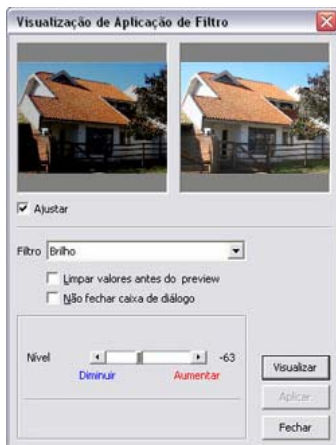 Visualização de Aplicação de Filtro
Ajustar
Filtro Brilho
Limpar valores antes do preview
Não fechar caixa de diálogo
Nível -63
Diminuir Aumentar
Visualizar
Aplicar
Fechar